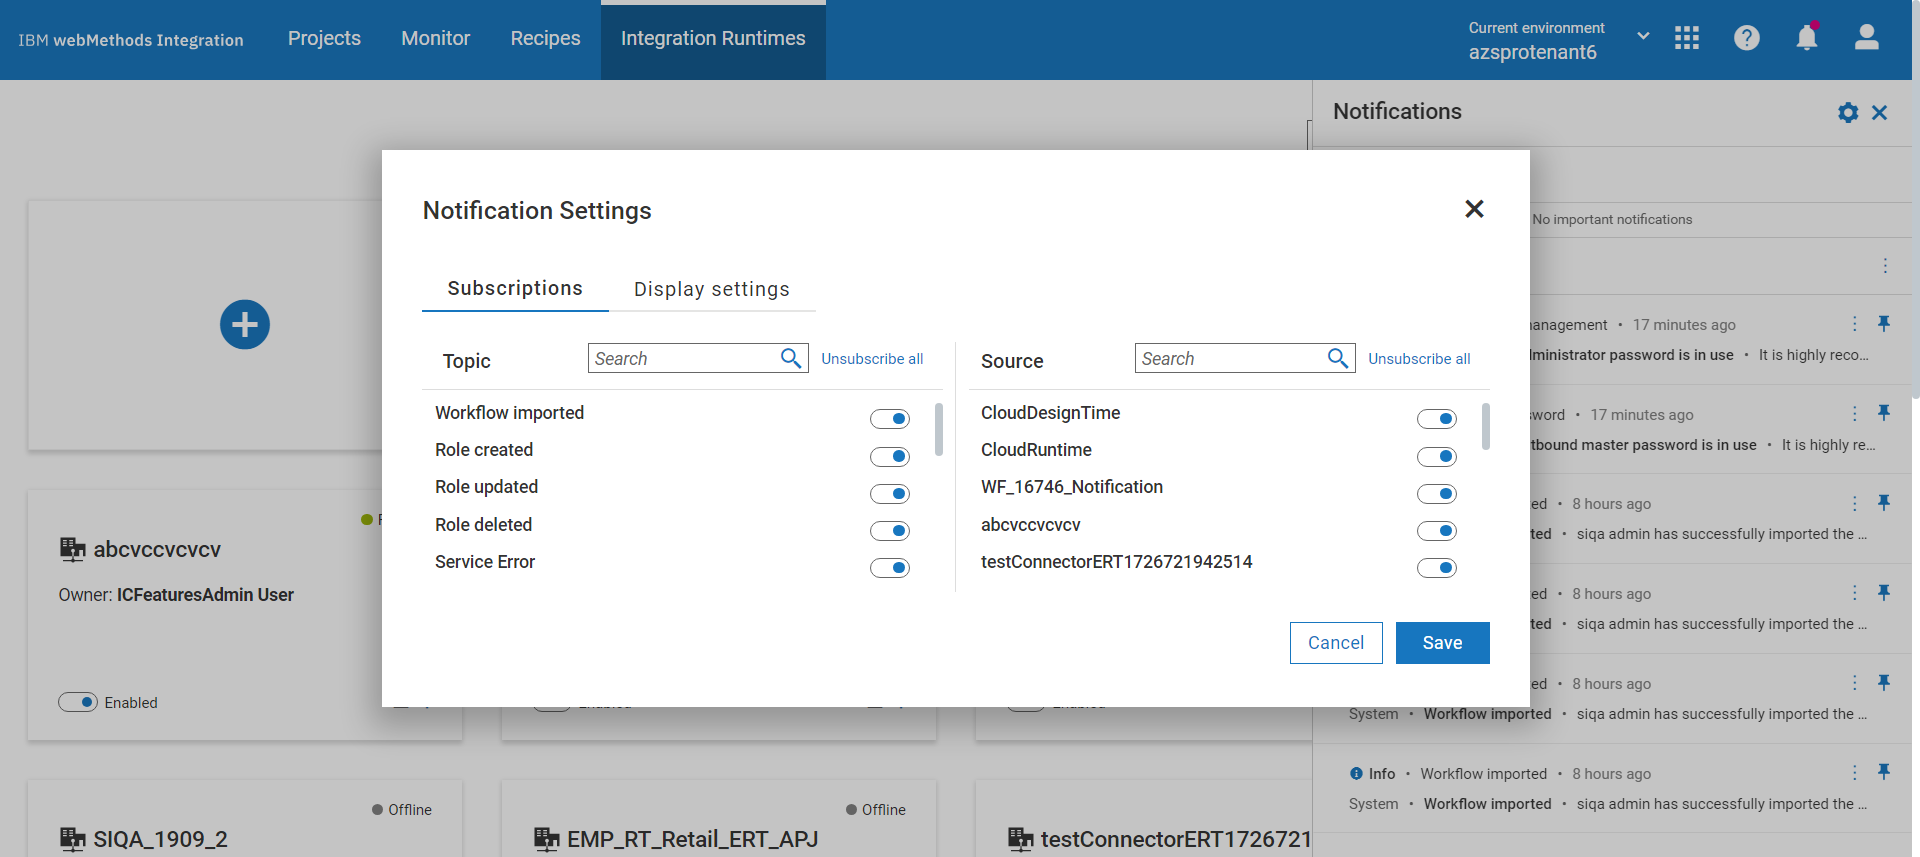 IBM webMethods Integration
Projects
Monitor
Recipes
Integration Runtimes
Current environment
azsprotenant6
Notifications
No important notifications
Notification Settings
Subscriptions
Display settings
Topic
Search
Unsubscribe all
Workflow imported
Role created
Role updated
Role deleted
Service Error
Source
Search
Unsubscribe all
CloudDesignTime
CloudRuntime
WF_16746_Notification
abcvccvcvcv
testConnectorERT1726721942514
Cancel
Save
anagement • 17 minutes ago
ministrator password is in use • It is highly reco...
sword • 17 minutes ago
tbound master password is in use • It is highly re...
ed • 8 hours ago
ted • siqa admin has successfully imported the ...
ed • 8 hours ago
ted • siqa admin has successfully imported the ...
ed • 8 hours ago
System • Workflow imported • siqa admin has successfully imported the ...
Info • Workflow imported • 8 hours ago
System • Workflow imported • siqa admin has successfully imported the ...
abcvccvcvcv
Owner: ICFeaturesAdmin User
Enabled
Offline
SIQA_1909_2
Offline
EMP_RT_Retail_ERT_APJ
testConnectorERT1726721